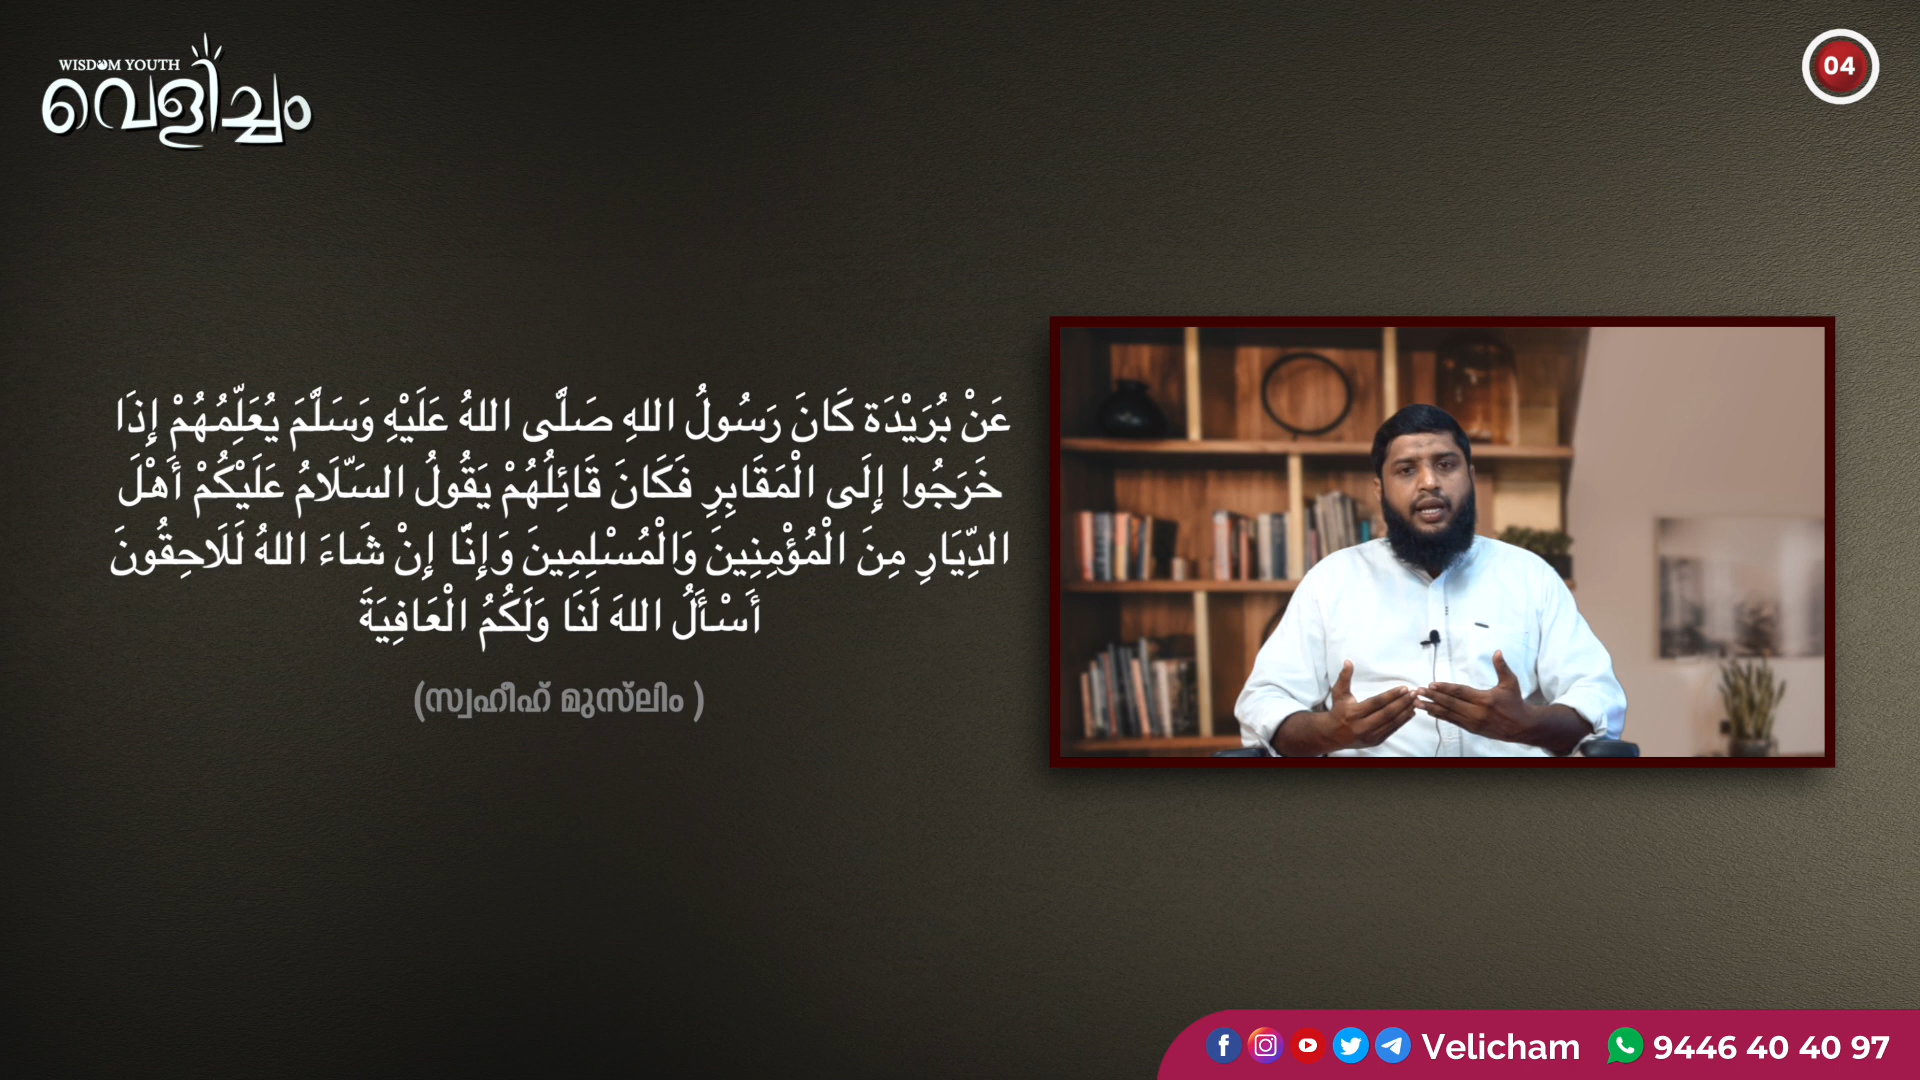 WISDOM YOUTH
വെളിച്ചം
04
عَنْ بُرَيْدَة كَانَ رَسُولُ اللهِ صَلَّى اللهُ عَلَيْهِ وَسَلَّمَ يُعَلِّمُهُمْ إِذَا
خَرَجُوا إِلَى الْمَقَابِرِ فَكَانَ قَائِلُهُمْ يَقُولُ السَّلَامُ عَلَيْكُمْ أَهْلَ
الدِّيَارِ مِنَ الْمُؤْمِنِينَ وَالْمُسْلِمِينَ وَإِنَّا إِنْ شَاءَ اللهُ لَلَاحِقُونَ
أَسْأَلُ اللهَ لَنَا وَلَكُمُ الْعَافِيَةَ
(സ്വഹീഹ് മുസ്‌ലിം )
Velicham 9446 40 40 97